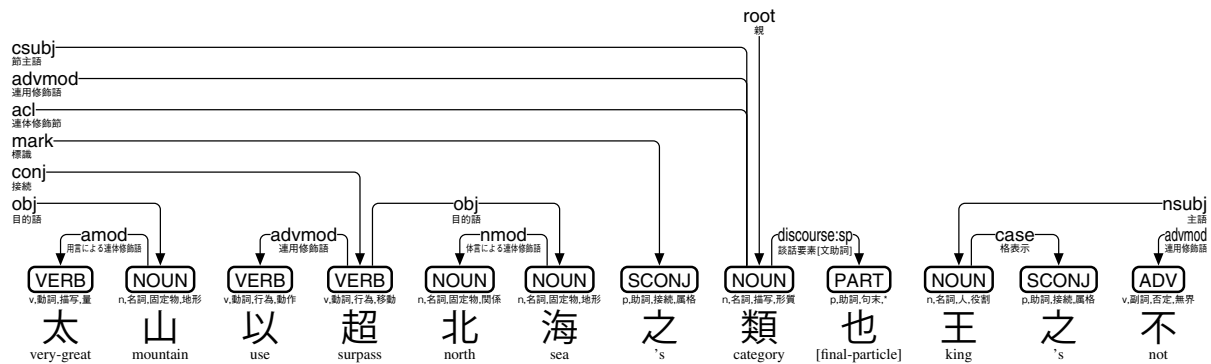 root
親
csubj
節主語
advmod
連用修飾語
acl
連体修飾節
mark
標識
conj
接続
obj
目的語
obj
目的語
nsubj
主語
amod
用言による連体修飾語
advmod
連用修飾語
nmod
体言による連体修飾語
discourse:sp
談話要素[文助詞]
case
格表示
advmod
連用修飾語
VERB NOUN VERB VERB NOUN NOUN SCONJ NOUN PART NOUN SCONJ ADV
v,動詞,描写,量 n,名詞,固定物,地形 v,動詞,行為,動作 v,動詞,行為,移動 n,名詞,固定物,関係 n,名詞,固定物,地形 p,助詞,接続,属格 n,名詞,描写,形質 p,助詞,句末,* n,名詞,人,役割 p,助詞,接続,属格 v,副詞,否定,無界
太 山 以 超 北 海 之 類 也 王 之 不
very-great mountain use surpass north sea 's category [final-particle] king 's not